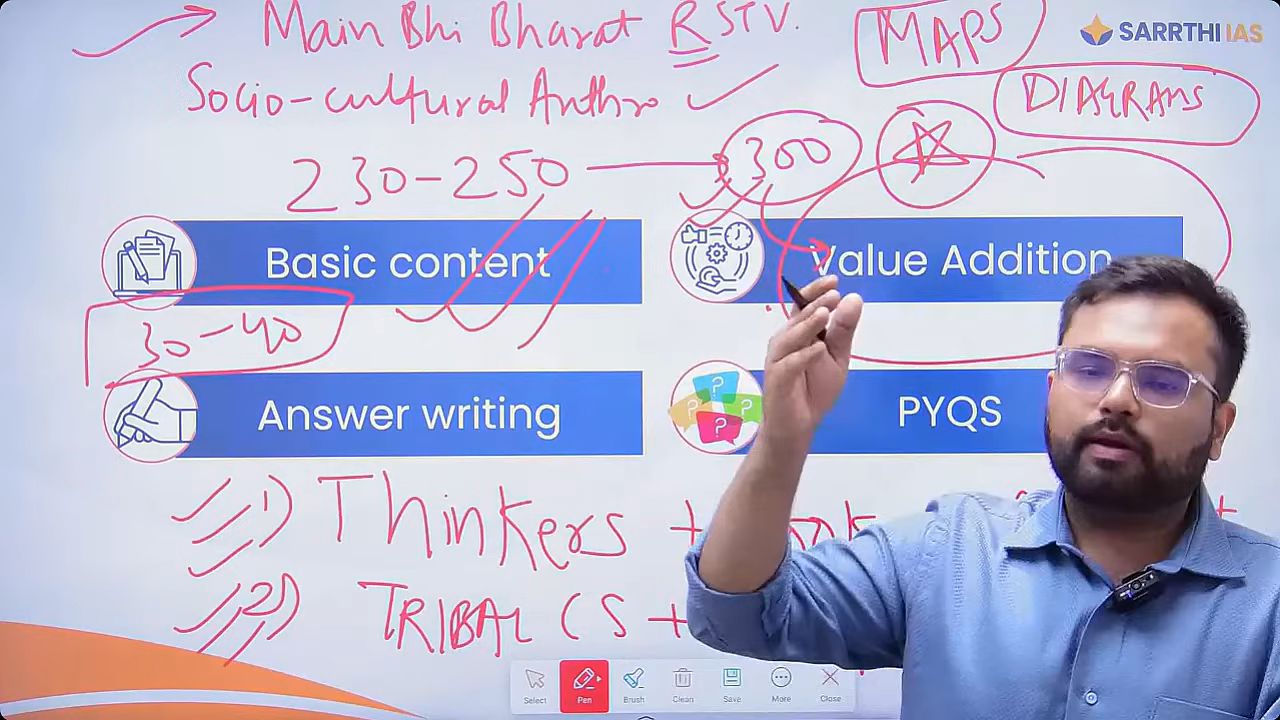 Main Bhi Bharat RSTV.
MAPS
SARRTHI IAS
Socio-cultural Anthro
DIAGRAMS
230-250
300
Basic content
Value Addition
30-40
Answer writing
PYQS
1) Thinkers +
2) TRIBAL CS +
Select
Pen
Brush
Clean
Save
More
Close